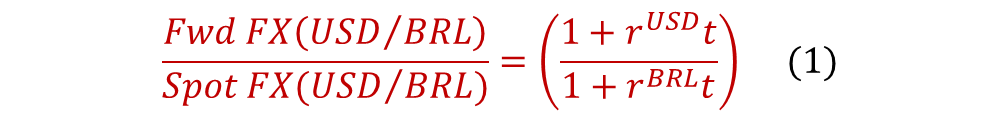 Fwd FX(USD/BRL) / Spot FX(USD/BRL) = ( (1 + r^USD t) / (1 + r^BRL t) ) (1)